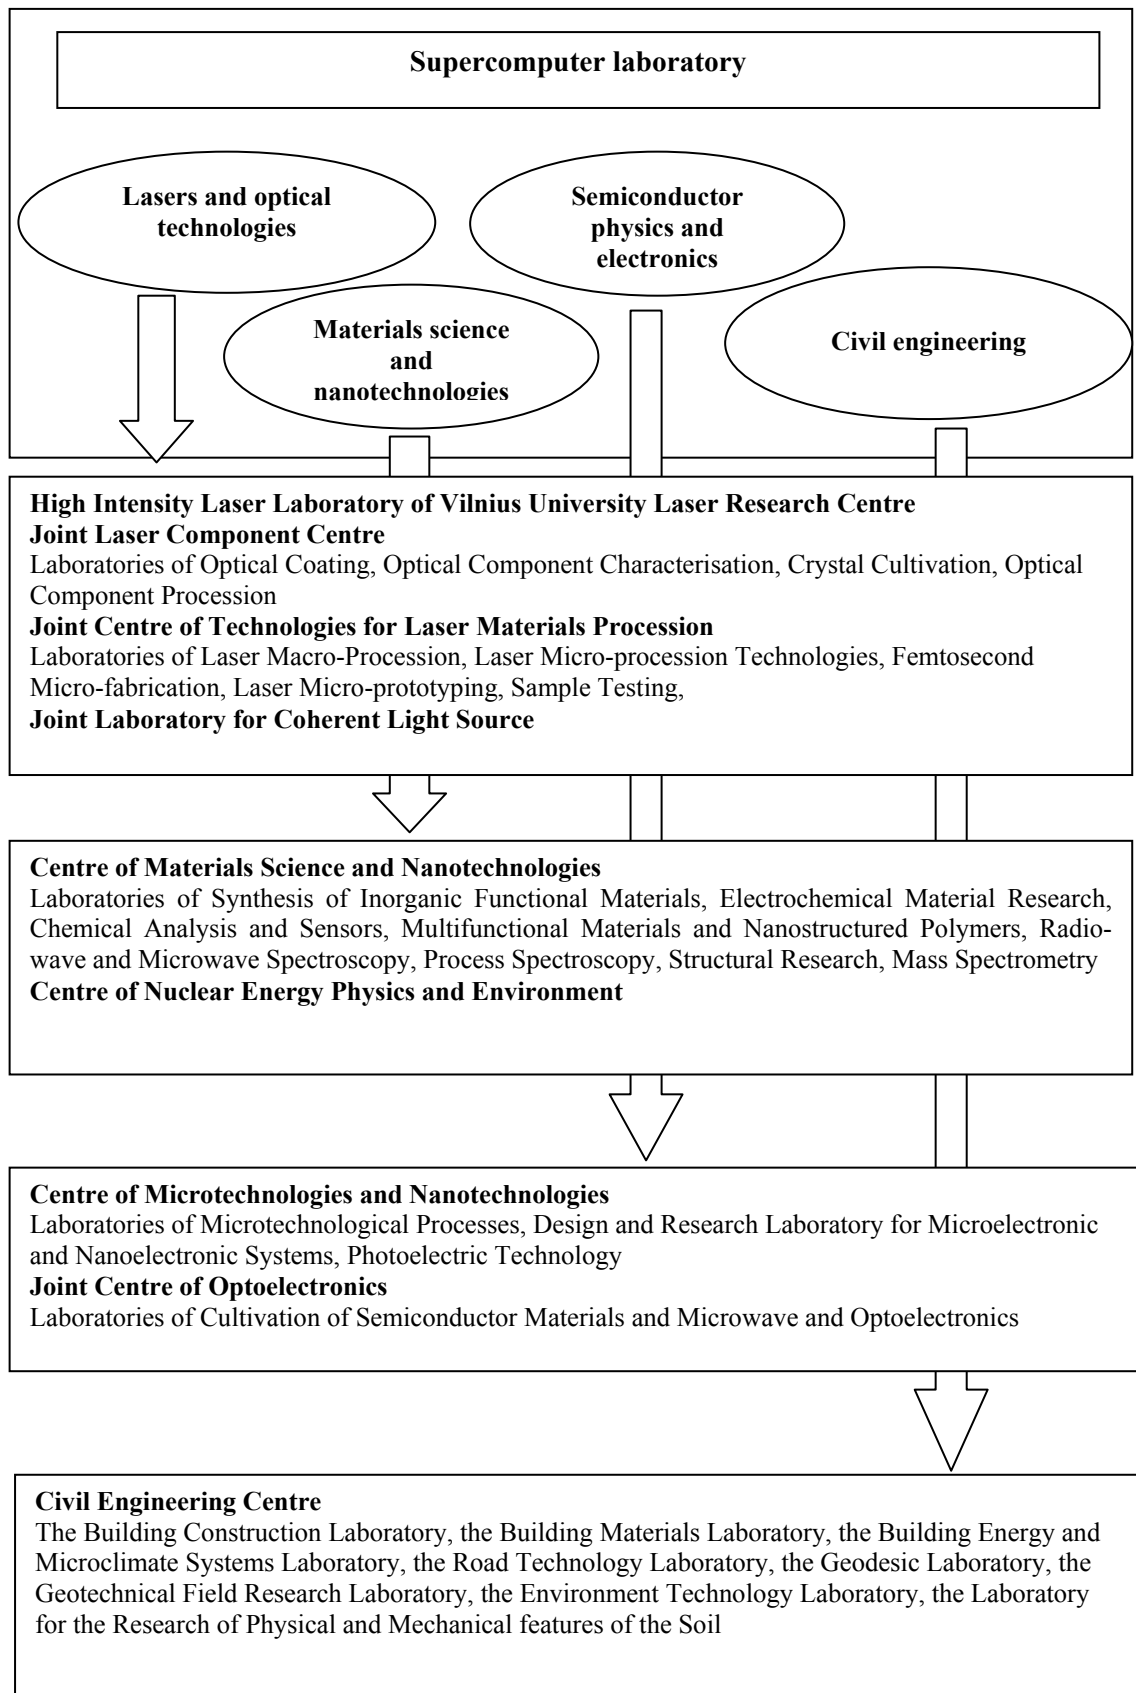 Supercomputer laboratory
Lasers and optical
technologies
Semiconductor
physics and
electronics
Materials science
and
nanotechnologies
Civil engineering
High Intensity Laser Laboratory of Vilnius University Laser Research Centre
Joint Laser Component Centre
Laboratories of Optical Coating, Optical Component Characterisation, Crystal Cultivation, Optical
Component Procession
Joint Centre of Technologies for Laser Materials Procession
Laboratories of Laser Macro-Procession, Laser Micro-procession Technologies, Femtosecond
Micro-fabrication, Laser Micro-prototyping, Sample Testing,
Joint Laboratory for Coherent Light Source
Centre of Materials Science and Nanotechnologies
Laboratories of Synthesis of Inorganic Functional Materials, Electrochemical Material Research,
Chemical Analysis and Sensors, Multifunctional Materials and Nanostructured Polymers, Radio-
wave and Microwave Spectroscopy, Process Spectroscopy, Structural Research, Mass Spectrometry
Centre of Nuclear Energy Physics and Environment
Centre of Microtechnologies and Nanotechnologies
Laboratories of Microtechnological Processes, Design and Research Laboratory for Microelectronic
and Nanoelectronic Systems, Photoelectric Technology
Joint Centre of Optoelectronics
Laboratories of Cultivation of Semiconductor Materials and Microwave and Optoelectronics
Civil Engineering Centre
The Building Construction Laboratory, the Building Materials Laboratory, the Building Energy and
Microclimate Systems Laboratory, the Road Technology Laboratory, the Geodesic Laboratory, the
Geotechnical Field Research Laboratory, the Environment Technology Laboratory, the Laboratory
for the Research of Physical and Mechanical features of the Soil